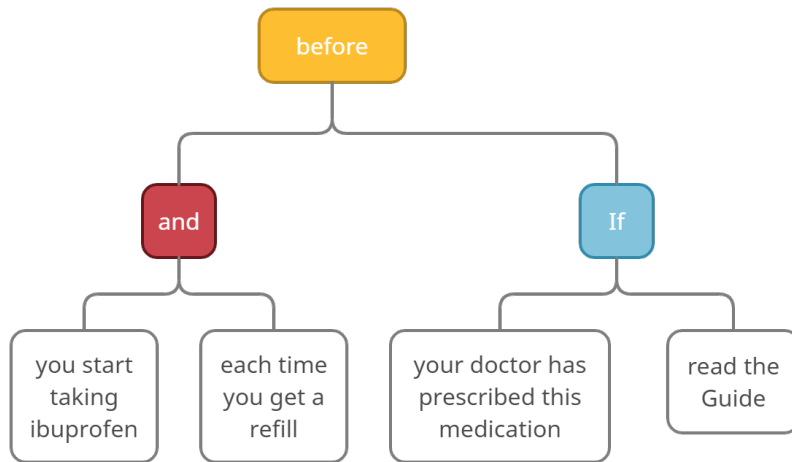 before
and
If
you start
taking
ibuprofen
each time
you get a
refill
your doctor has
prescribed this
medication
read the
Guide